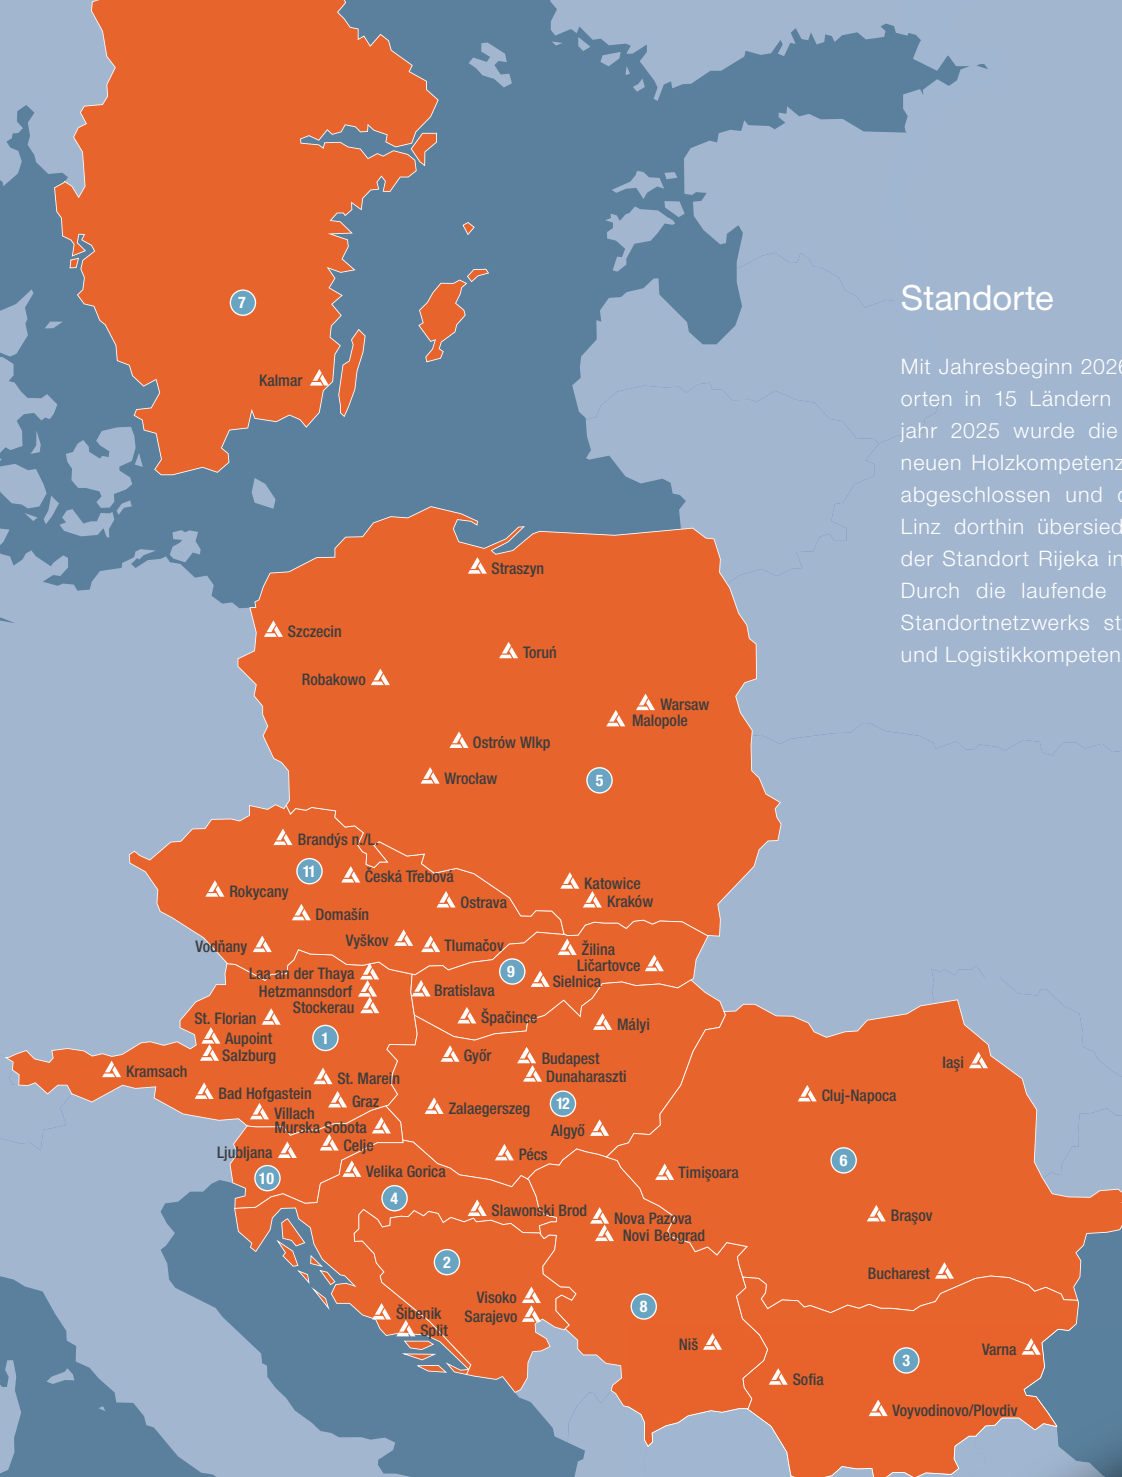 7
Kalmar
Standorte
Mit Jahresbeginn 2026
orten in 15 Ländern
jahr 2025 wurde die
neuen Holzkompetenz
abgeschlossen und
Linz dorthin übersied
der Standort Rijeka in
Durch die laufende
Standortnetzwerks st
und Logistikkompeten
Straszyn
Szczecin
Toruń
Robakowo
Warsaw
Malopole
Ostrów Wlkp
Wrocław
5
Brandýs n./L.
11
Česká Třebová
Katowice
Rokycany
Kraków
Ostrava
Domašín
Vyškov
Tlumačov
Vodňany
Žilina
Ličartovce
9
Laa an der Thaya
Sielnica
Hetzmannsdorf
Bratislava
Stockerau
St. Florian
Špačince
Mályi
Aupoint
1
Salzburg
Győr
Budapest
Iaşi
Kramsach
St. Marein
Dunaharaszti
Bad Hofgastein
Cluj-Napoca
Graz
Zalaegerszeg
12
Villach
Murska Sobota
Algyő
Celje
Ljubljana
Pécs
6
10
Velika Gorica
Timişoara
4
Slawonski Brod
Nova Pazova
Braşov
Novi Beograd
2
Bucharest
Visoko
8
Šibenik
Sarajevo
Split
Niš
Varna
3
Sofia
Voyvodinovo/Plovdiv